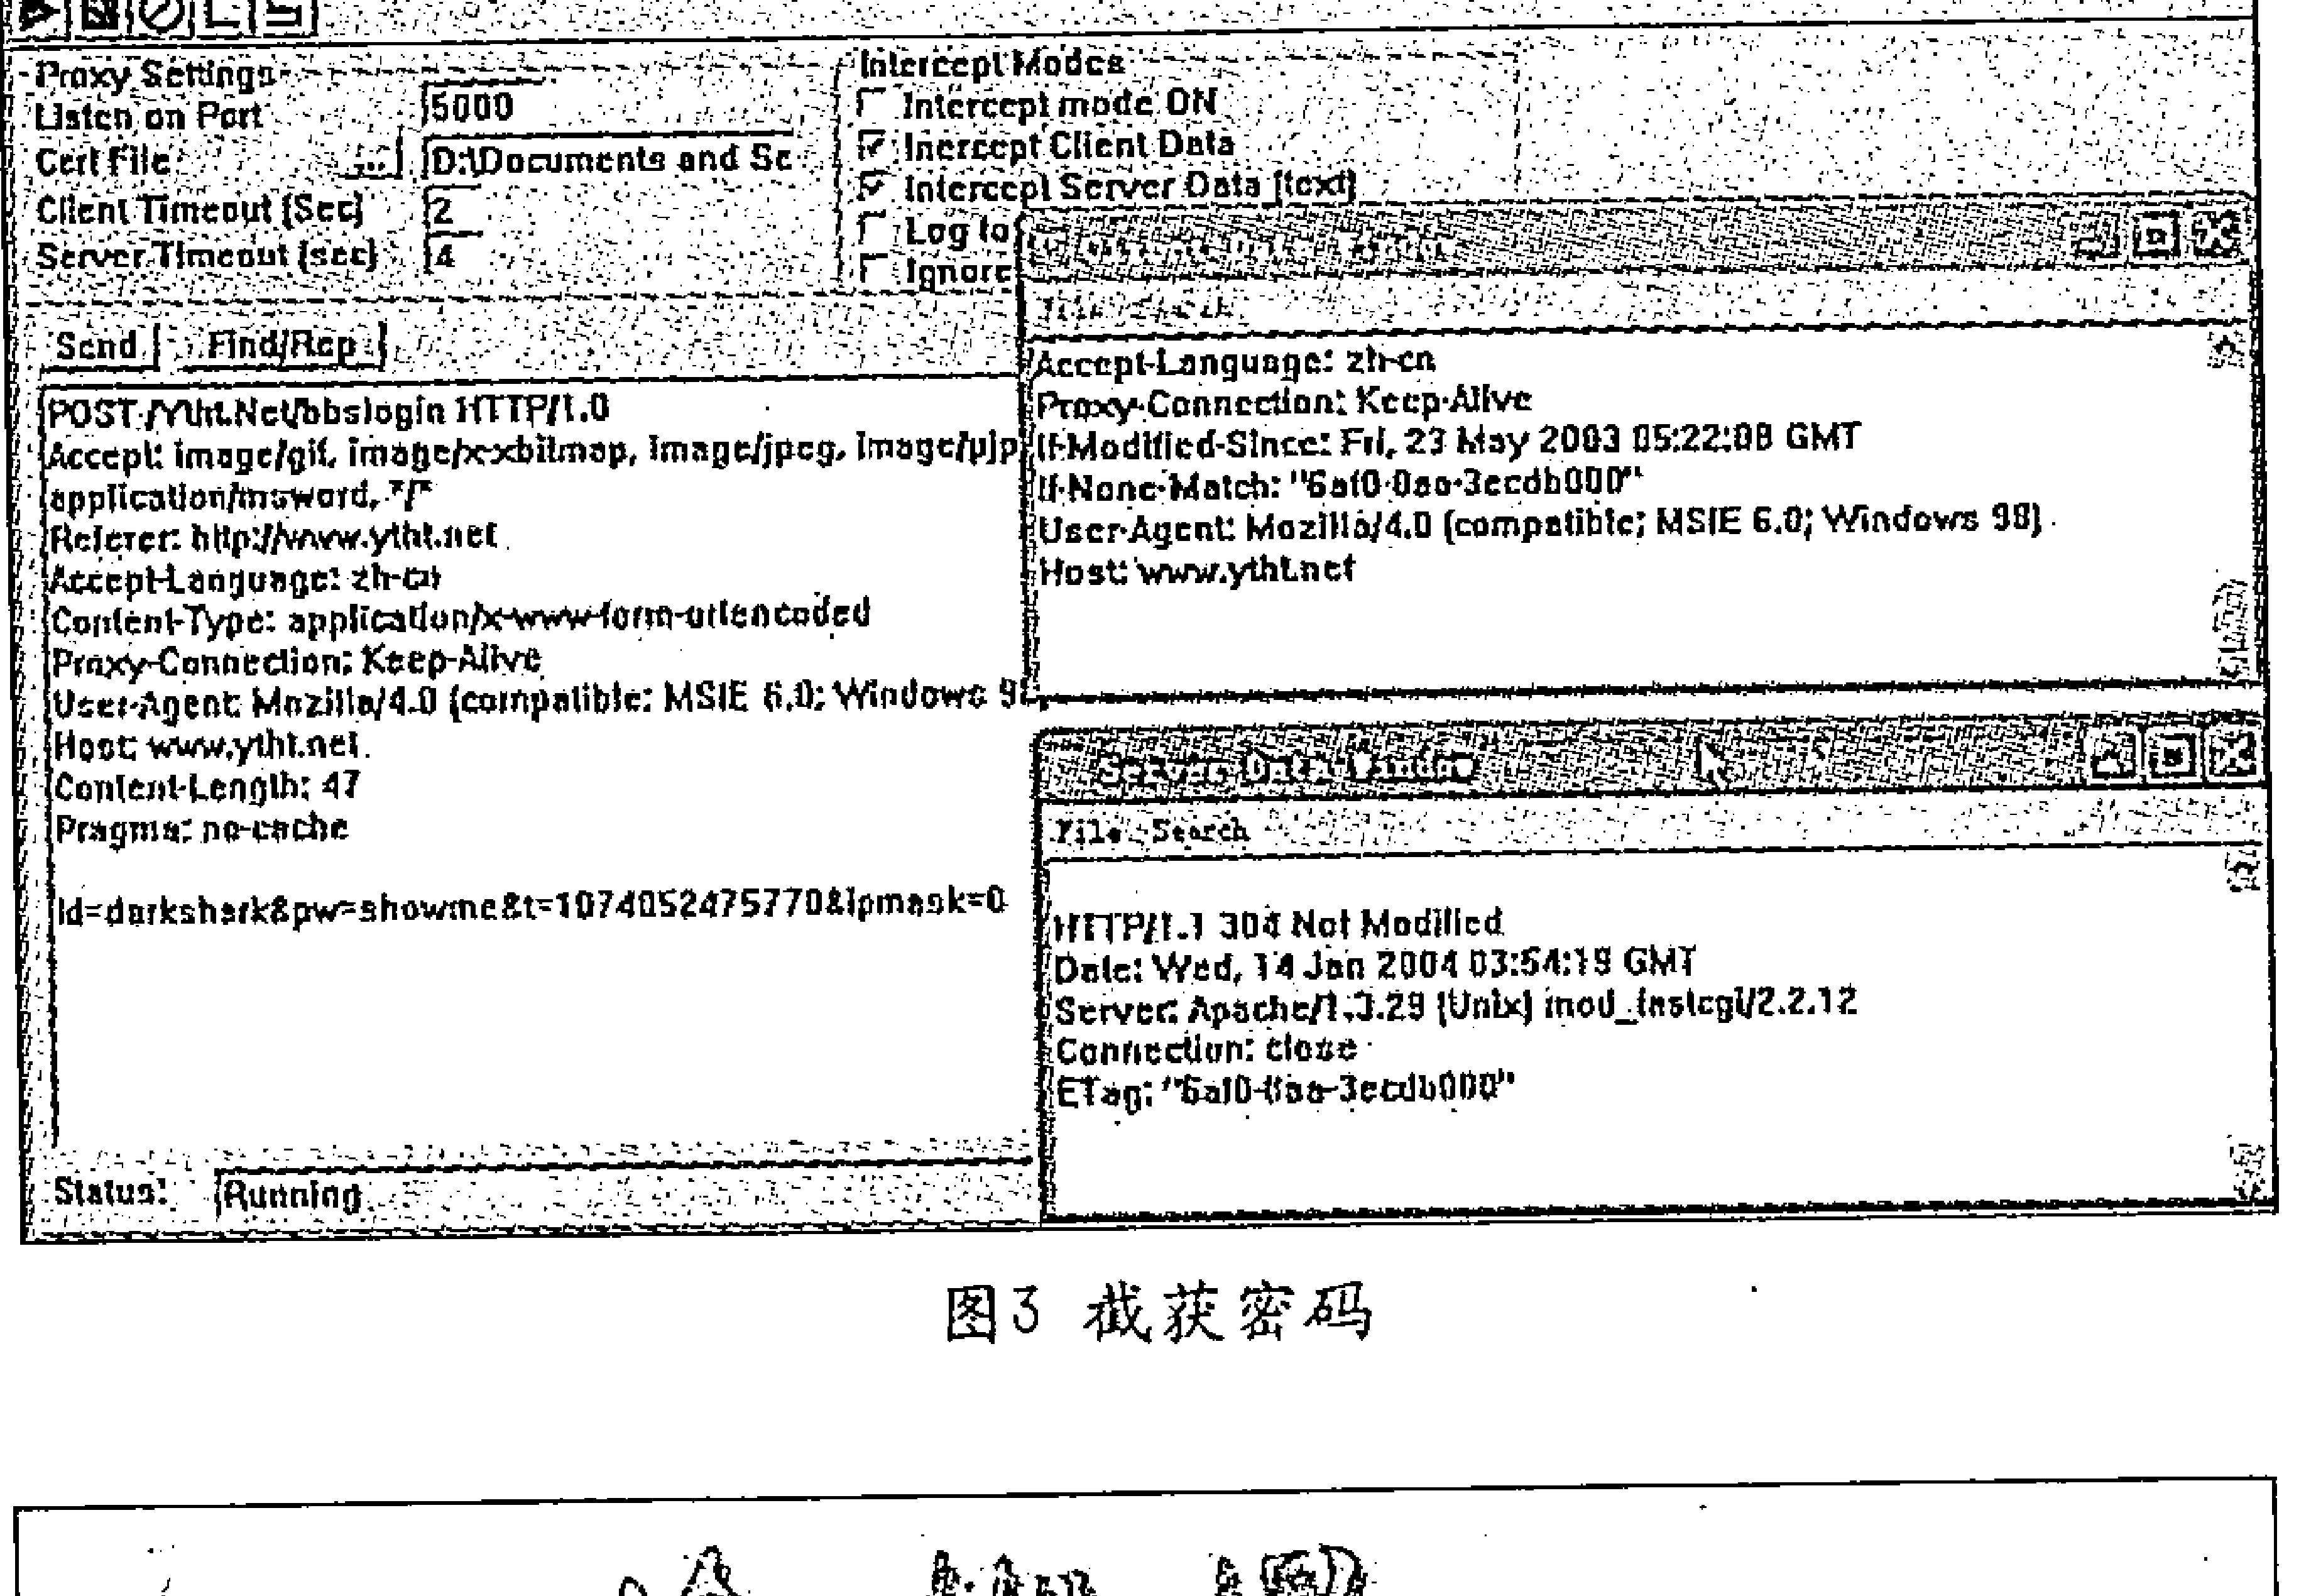 Proxy Settings
Listen on Port
5000
Cert File
...
D:\Documents and Se
Client Timeout (Sec)
2
Server Timeout (sec)
4
Intercept Modes
Intercept mode ON
Inercept Client Data
Intercept Server Data (text)
Log to
Ignore
Send
Find/Rep
POST /Ytht.Net/bbslogin HTTP/1.0
Accept: image/gif, image/x-xbitmap, image/jpeg, image/pjp
application/msword, */*
Referer: http://www.ytht.net
Accept-Language: zh-cn
Content-Type: application/x-www-form-urlencoded
Proxy-Connection: Keep-Alive
User-Agent: Mozilla/4.0 (compatible; MSIE 6.0; Windows 9
Host: www.ytht.net
Content-Length: 47
Pragma: no-cache
id=darkshark&pw=showme&t=1074052475770&ipmask=0
Status:
Running
Accept-Language: zh-cn
Proxy-Connection: Keep-Alive
If-Modified-Since: Fri, 23 May 2003 05:22:08 GMT
If-None-Match:
User-Agent: Mozilla/4.0 (compatible; MSIE 6.0; Windows 98)
Host: www.ytht.net
Server Data Window
File Search
HTTP/1.1 304 Not Modified
Date: Wed, 14 Jan 2004 03:54:19 GMT
Server: Apache/1.3.29 (Unix) mod_fastcgi/2.2.12
Connection: close
ETag:
图3 截获密码